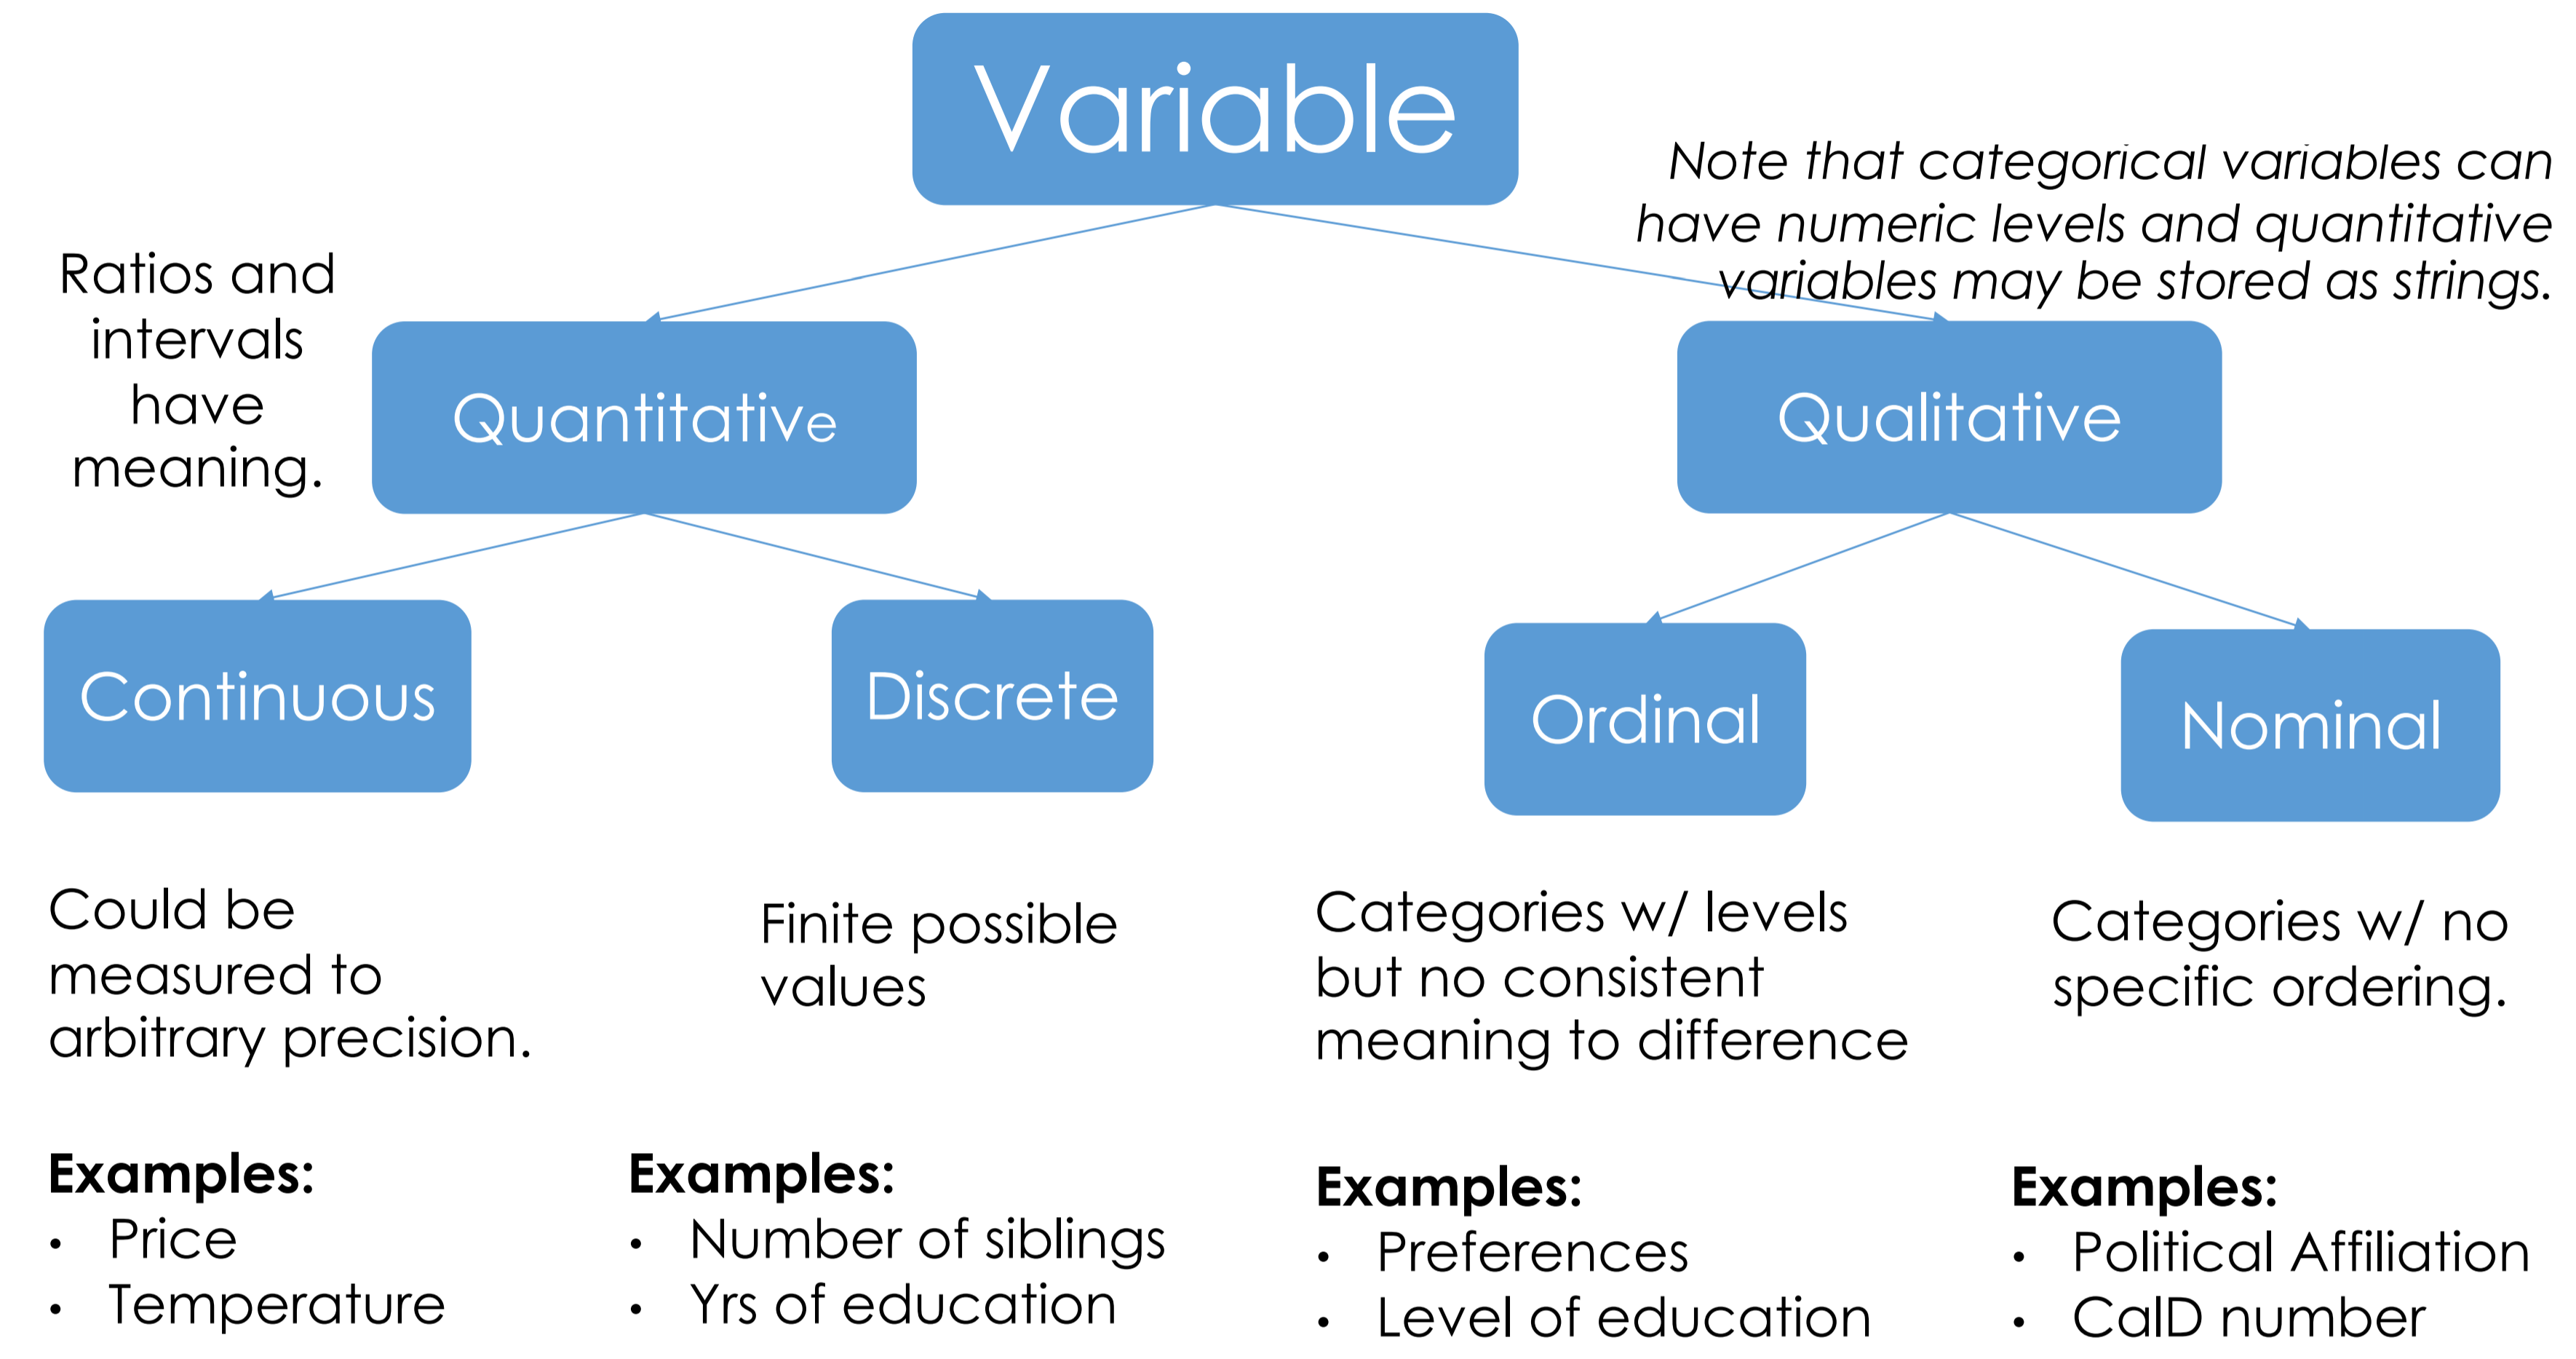 Variable
Note that categorical variables can
have numeric levels and quantitative
variables may be stored as strings.
Ratios and
intervals
have
meaning.
Quantitative
Qualitative
Continuous
Discrete
Ordinal
Nominal
Could be
measured to
arbitrary precision.
Finite possible
values
Categories w/ levels
but no consistent
meaning to difference
Categories w/ no
specific ordering.
Examples:
• Price
• Temperature
Examples:
• Number of siblings
• Yrs of education
Examples:
• Preferences
• Level of education
Examples:
• Political Affiliation
• CalD number